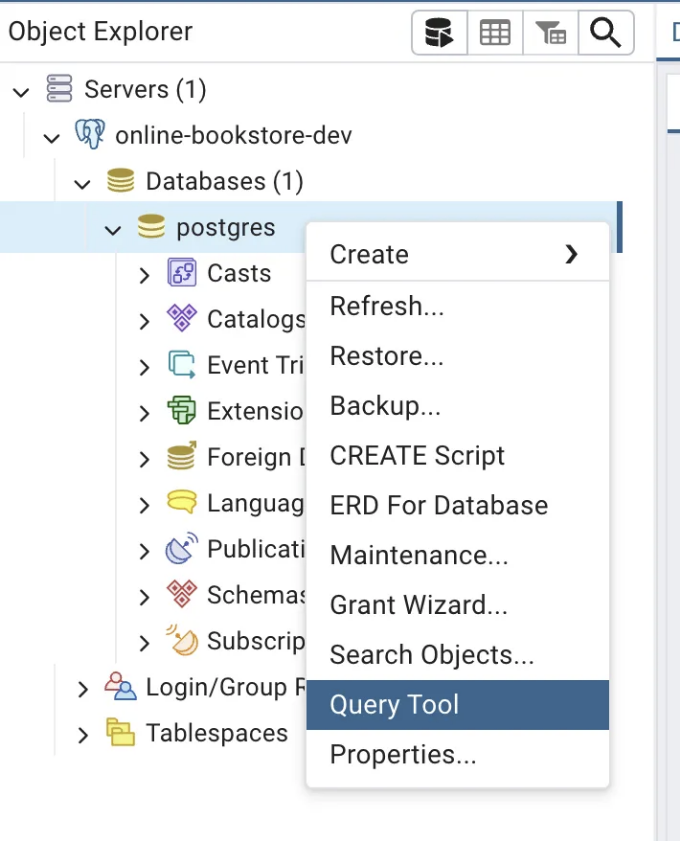 Object Explorer
Servers (1)
online-bookstore-dev
Databases (1)
postgres
Casts
Catalogs
Event Tri
Extensio
Foreign
Languag
Publicati
Schemas
Subscrip
Login/Group
Tablespaces
Create
Refresh...
Restore...
Backup...
CREATE Script
ERD For Database
Maintenance...
Grant Wizard...
Search Objects...
Query Tool
Properties...